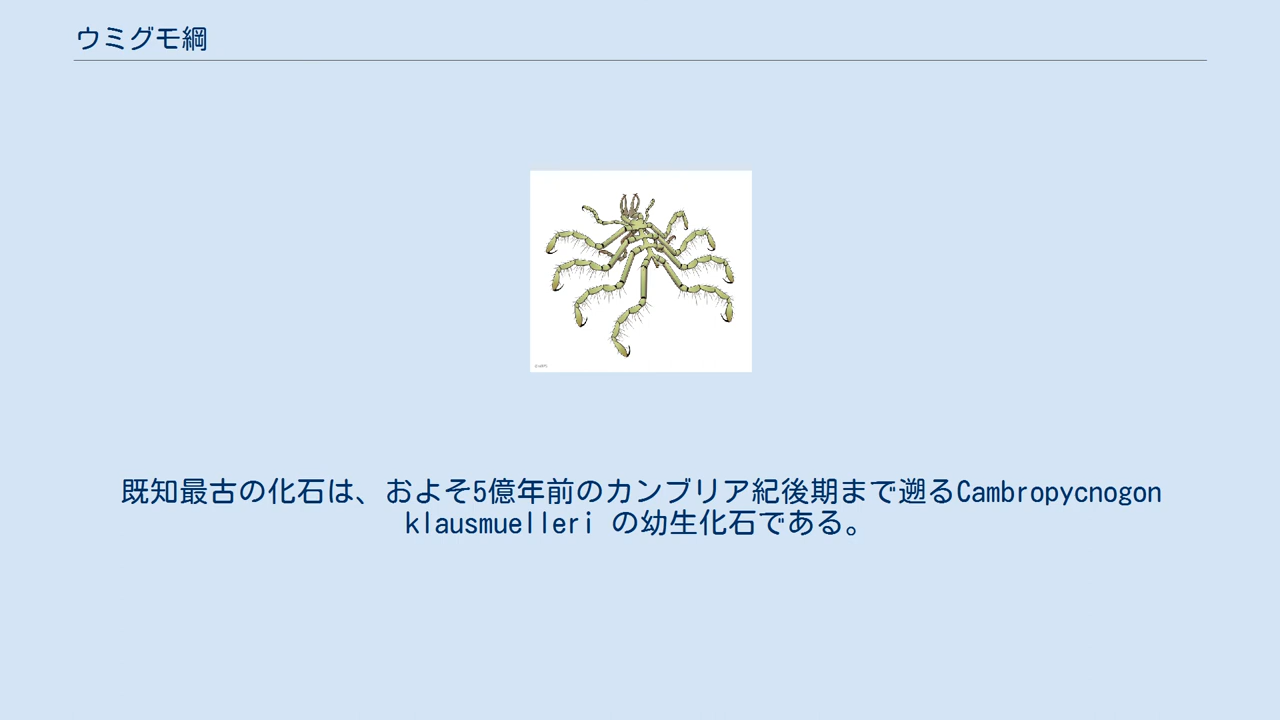 ウミグモ綱
既知最古の化石は、およそ5億年前のカンブリア紀後期まで遡るCambropycnogon
klausmuelleri の幼生化石である。